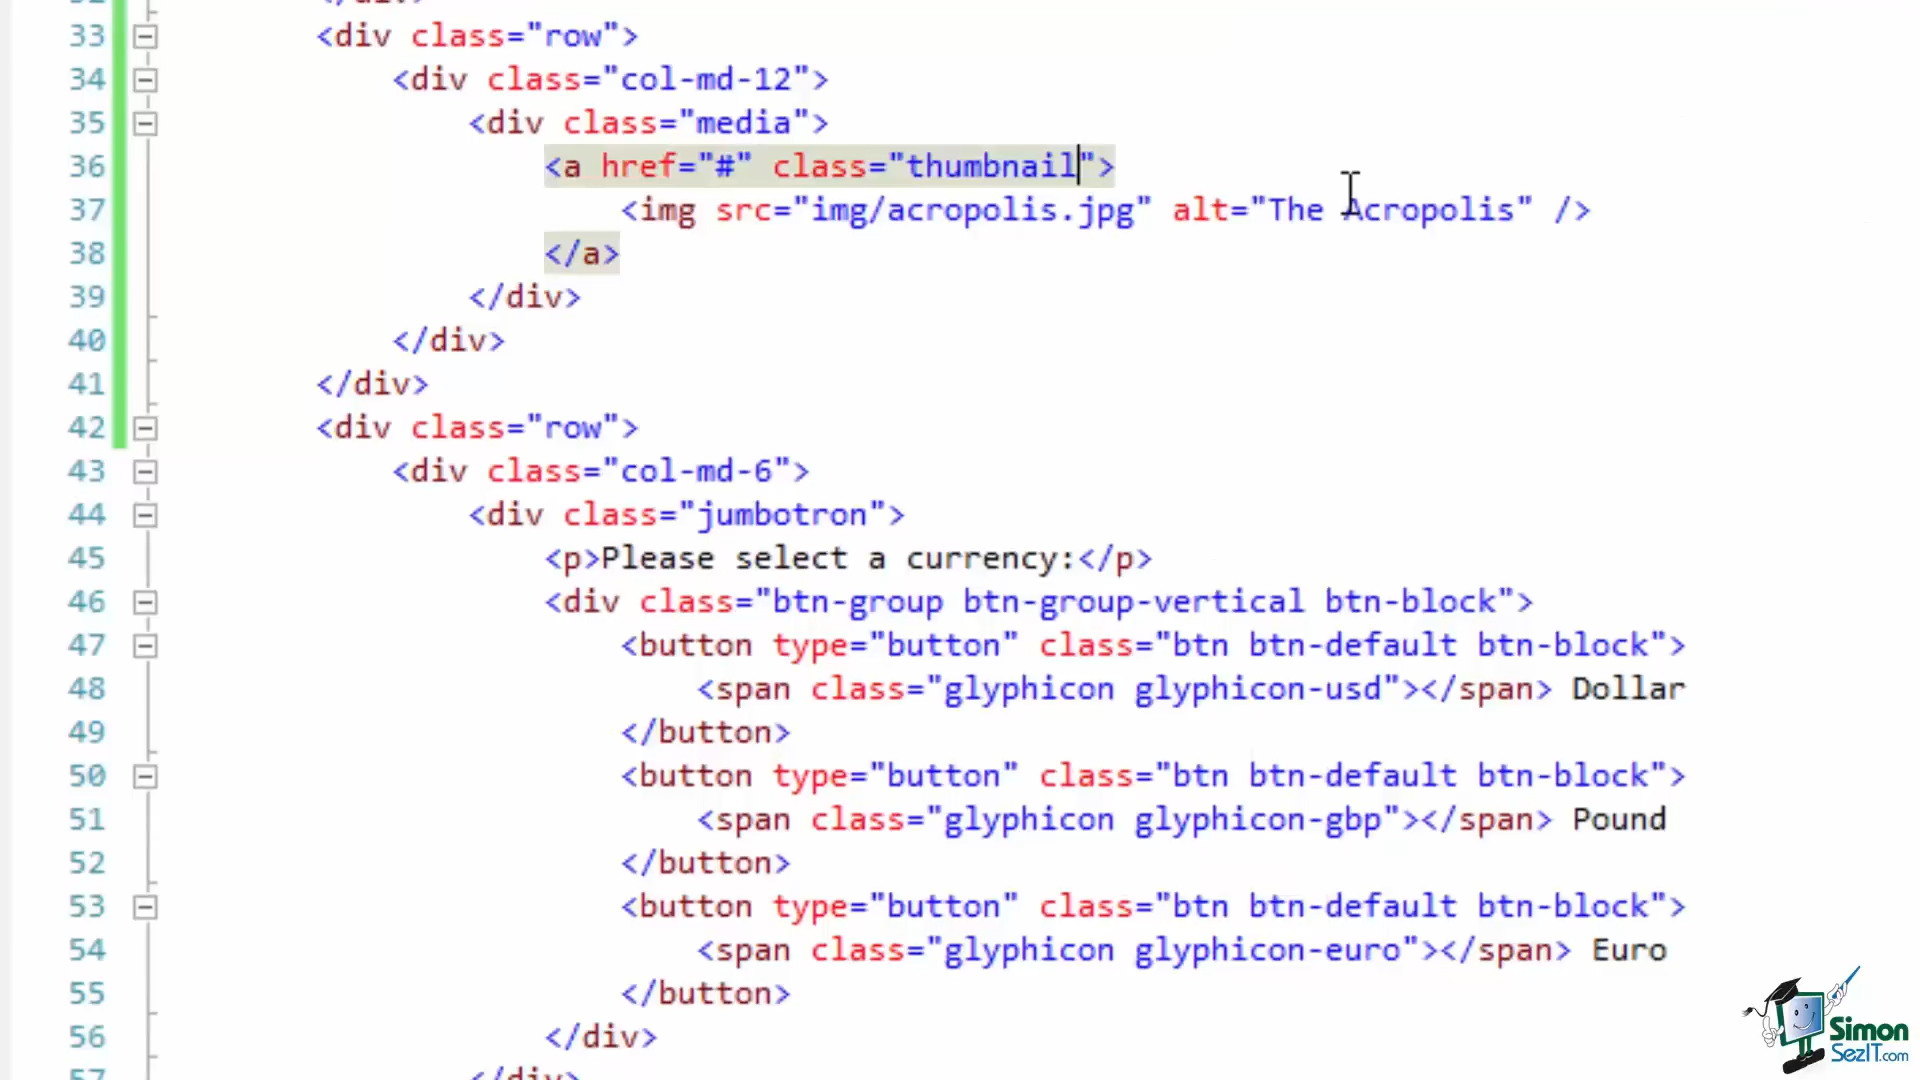 32 </div>
33 <div class="row">
34 <div class="col-md-12">
35 <div class="media">
36 <a href="#" class="thumbnail">
37 <img src="img/acropolis.jpg" alt="The Acropolis" />
38 </a>
39 </div>
40 </div>
41 </div>
42 <div class="row">
43 <div class="col-md-6">
44 <div class="jumbotron">
45 <p>Please select a currency:</p>
46 <div class="btn-group btn-group-vertical btn-block">
47 <button type="button" class="btn btn-default btn-block">
48 <span class="glyphicon glyphicon-usd"></span> Dollar
49 </button>
50 <button type="button" class="btn btn-default btn-block">
51 <span class="glyphicon glyphicon-gbp"></span> Pound
52 </button>
53 <button type="button" class="btn btn-default btn-block">
54 <span class="glyphicon glyphicon-euro"></span> Euro
55 </button>
56 </div>
57 </div>
Simon
SezIT.com